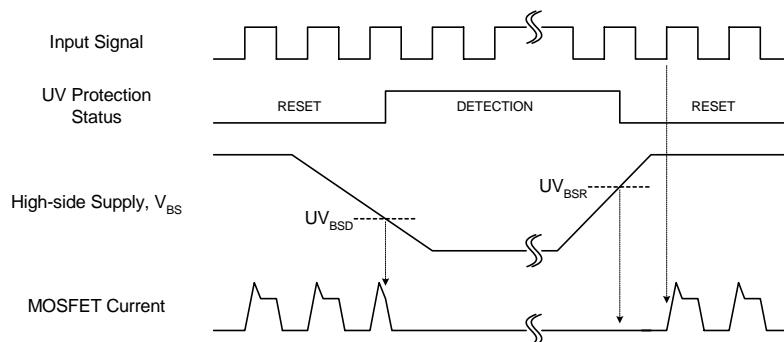 Input Signal
UV Protection
Status
RESET
DETECTION
RESET
High-side Supply, VBS
UVBSD
UVBSR
MOSFET Current